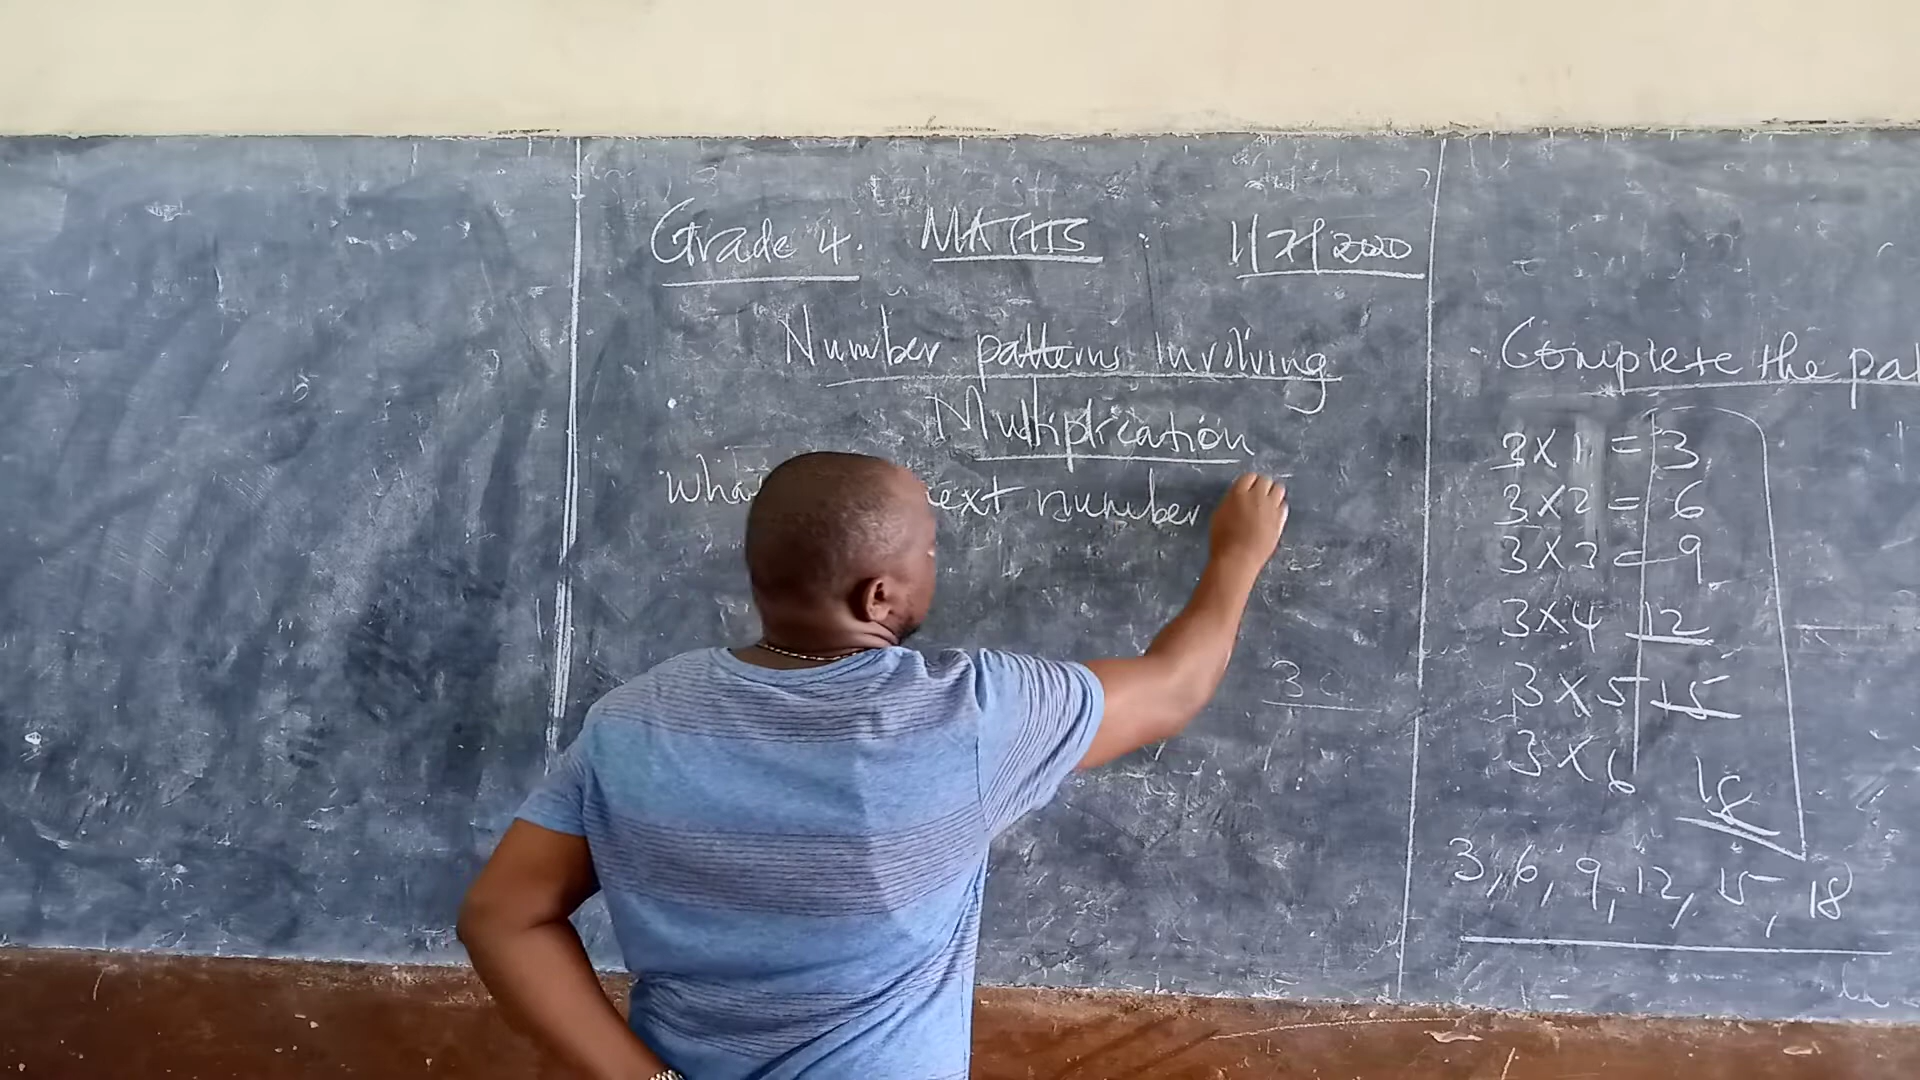 Grade 4. MATHS : 1/7/2020
Number patterns Involving
Multiplication
What next number
3
Complete the pa
3 x 1 = 3
3 x 2 = 6
3 x 3 = 9
3 x 4 12
3 x 5 15
3 x 6 18
3, 6, 9, 12, 15, 18